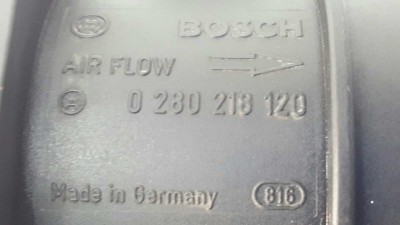 BOSCH
AIR FLOW
0 280 218 120
Made in Germany 816